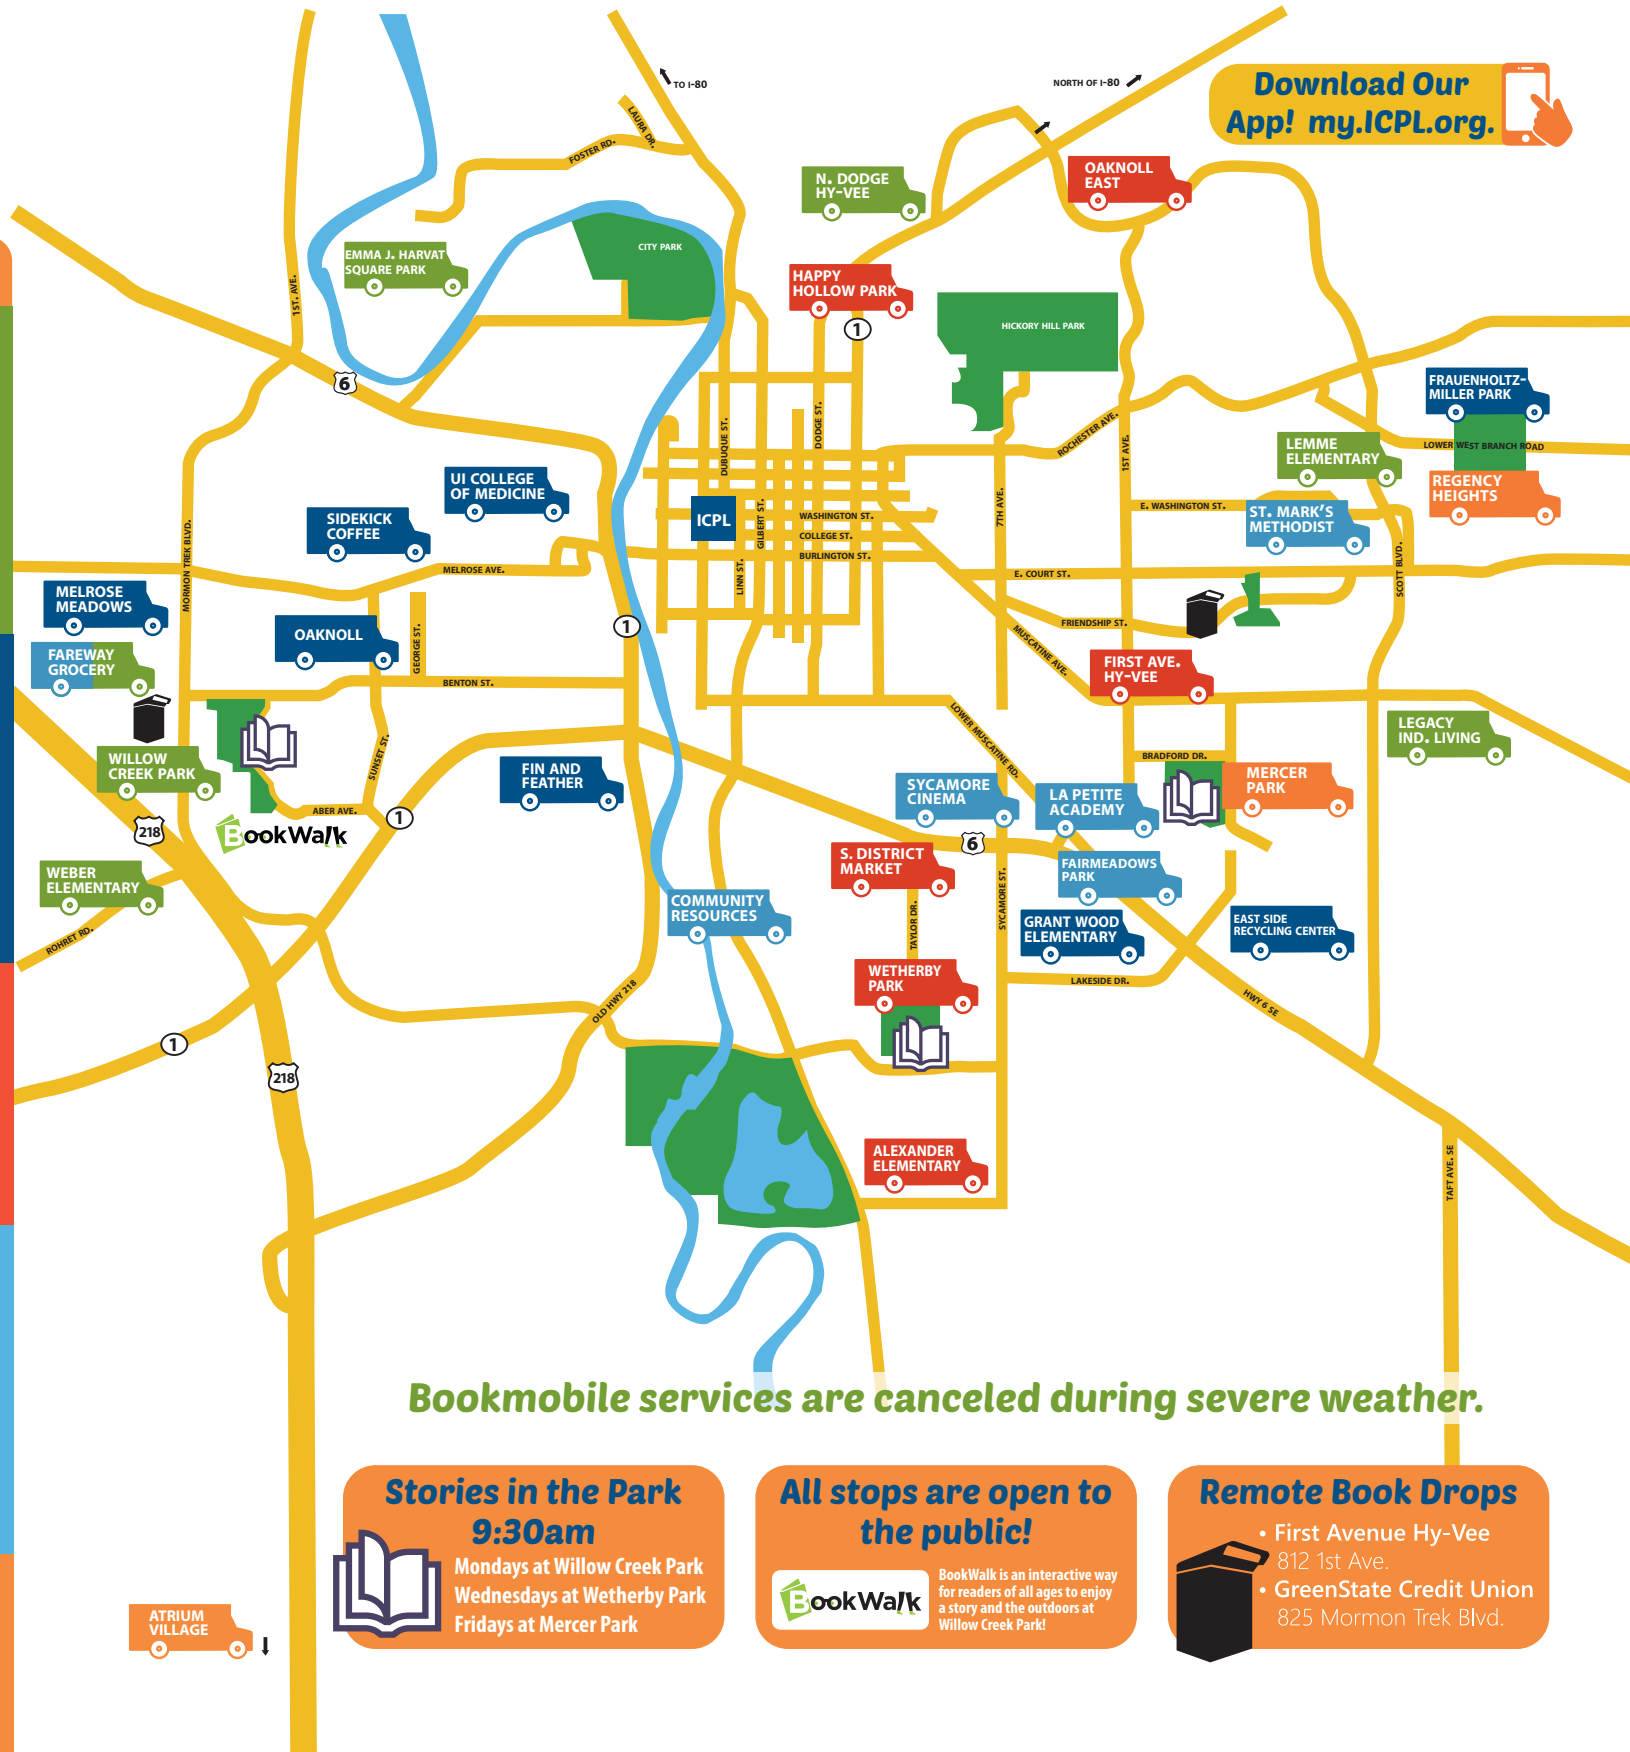 TO I-80
NORTH OF I-80
Download Our
App! my.ICPL.org.
LAURA DR.
FOSTER RD.
N. DODGE
HY-VEE
OAKNOLL
EAST
CITY PARK
EMMA J. HARVAT
SQUARE PARK
1ST. AVE.
HAPPY
HOLLOW PARK
1
HICKORY HILL PARK
6
FRAUENHOLTZ-
MILLER PARK
DUBUQUE ST.
DODGE ST.
ROCHESTER AVE.
1ST AVE.
LOWER WEST BRANCH ROAD
LEMME
ELEMENTARY
REGENCY
HEIGHTS
UI COLLEGE
OF MEDICINE
SIDEKICK
COFFEE
ICPL
GILBERT ST.
WASHINGTON ST.
COLLEGE ST.
BURLINGTON ST.
LINN ST.
7TH AVE.
E. WASHINGTON ST.
ST. MARK'S
METHODIST
MORMON TREK BLVD.
MELROSE AVE.
E. COURT ST.
SCOTT BLVD.
MELROSE
MEADOWS
OAKNOLL
GEORGE ST.
1
FRIENDSHIP ST.
MUSCATINE AVE.
FAREWAY
GROCERY
BENTON ST.
FIRST AVE.
HY-VEE
LOWER MUSCATINE RD.
LEGACY
IND. LIVING
WILLOW
CREEK PARK
SUNSET ST.
FIN AND
FEATHER
BRADFORD DR.
MERCER
PARK
SYCAMORE
CINEMA
LA PETITE
ACADEMY
ABER AVE.
1
218
BookWalk
6
S. DISTRICT
MARKET
FAIRMEADOWS
PARK
WEBER
ELEMENTARY
SYCAMORE ST.
COMMUNITY
RESOURCES
TAYLOR DR.
GRANT WOOD
ELEMENTARY
EAST SIDE
RECYCLING CENTER
ROHRET RD.
WETHERBY
PARK
LAKESIDE DR.
OLD HWY 218
HWY 6 SE
1
218
ALEXANDER
ELEMENTARY
TAFT AVE. SE
Bookmobile services are canceled during severe weather.
Stories in the Park
9:30am
Mondays at Willow Creek Park
Wednesdays at Wetherby Park
Fridays at Mercer Park
All stops are open to
the public!
BookWalk
BookWalk is an interactive way
for readers of all ages to enjoy
a story and the outdoors at
Willow Creek Park!
Remote Book Drops
• First Avenue Hy-Vee
812 1st Ave.
• GreenState Credit Union
825 Mormon Trek Blvd.
ATRIUM
VILLAGE